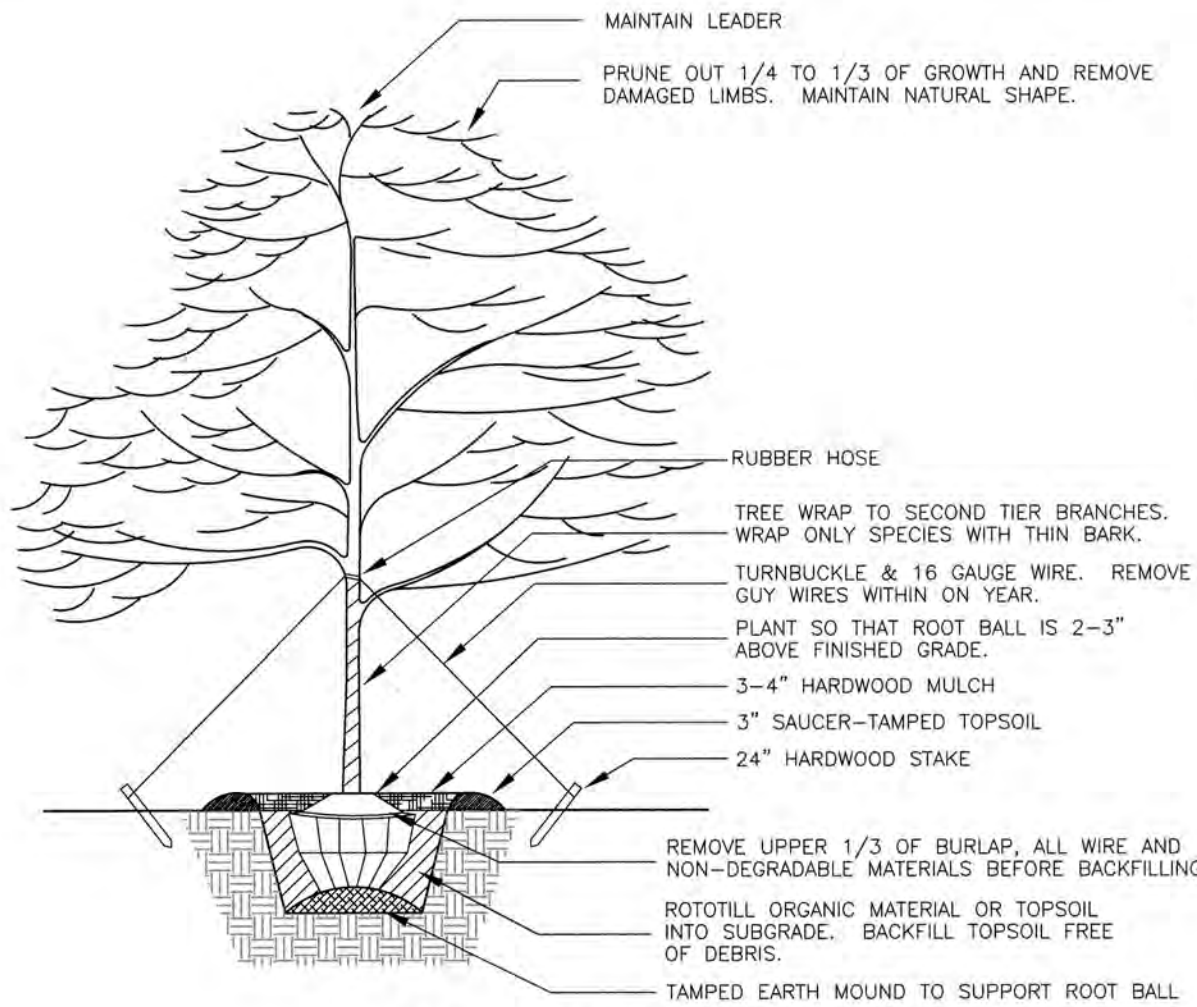 MAINTAIN LEADER
PRUNE OUT 1/4 TO 1/3 OF GROWTH AND REMOVE
DAMAGED LIMBS. MAINTAIN NATURAL SHAPE.
RUBBER HOSE
TREE WRAP TO SECOND TIER BRANCHES.
WRAP ONLY SPECIES WITH THIN BARK.
TURNBUCKLE & 16 GAUGE WIRE. REMOVE
GUY WIRES WITHIN ON YEAR.
PLANT SO THAT ROOT BALL IS 2-3"
ABOVE FINISHED GRADE.
3-4" HARDWOOD MULCH
3" SAUCER-TAMPED TOPSOIL
24" HARDWOOD STAKE
REMOVE UPPER 1/3 OF BURLAP, ALL WIRE AND
NON-DEGRADABLE MATERIALS BEFORE BACKFILLING
ROTOTILL ORGANIC MATERIAL OR TOPSOIL
INTO SUBGRADE. BACKFILL TOPSOIL FREE
OF DEBRIS.
TAMPED EARTH MOUND TO SUPPORT ROOT BALL